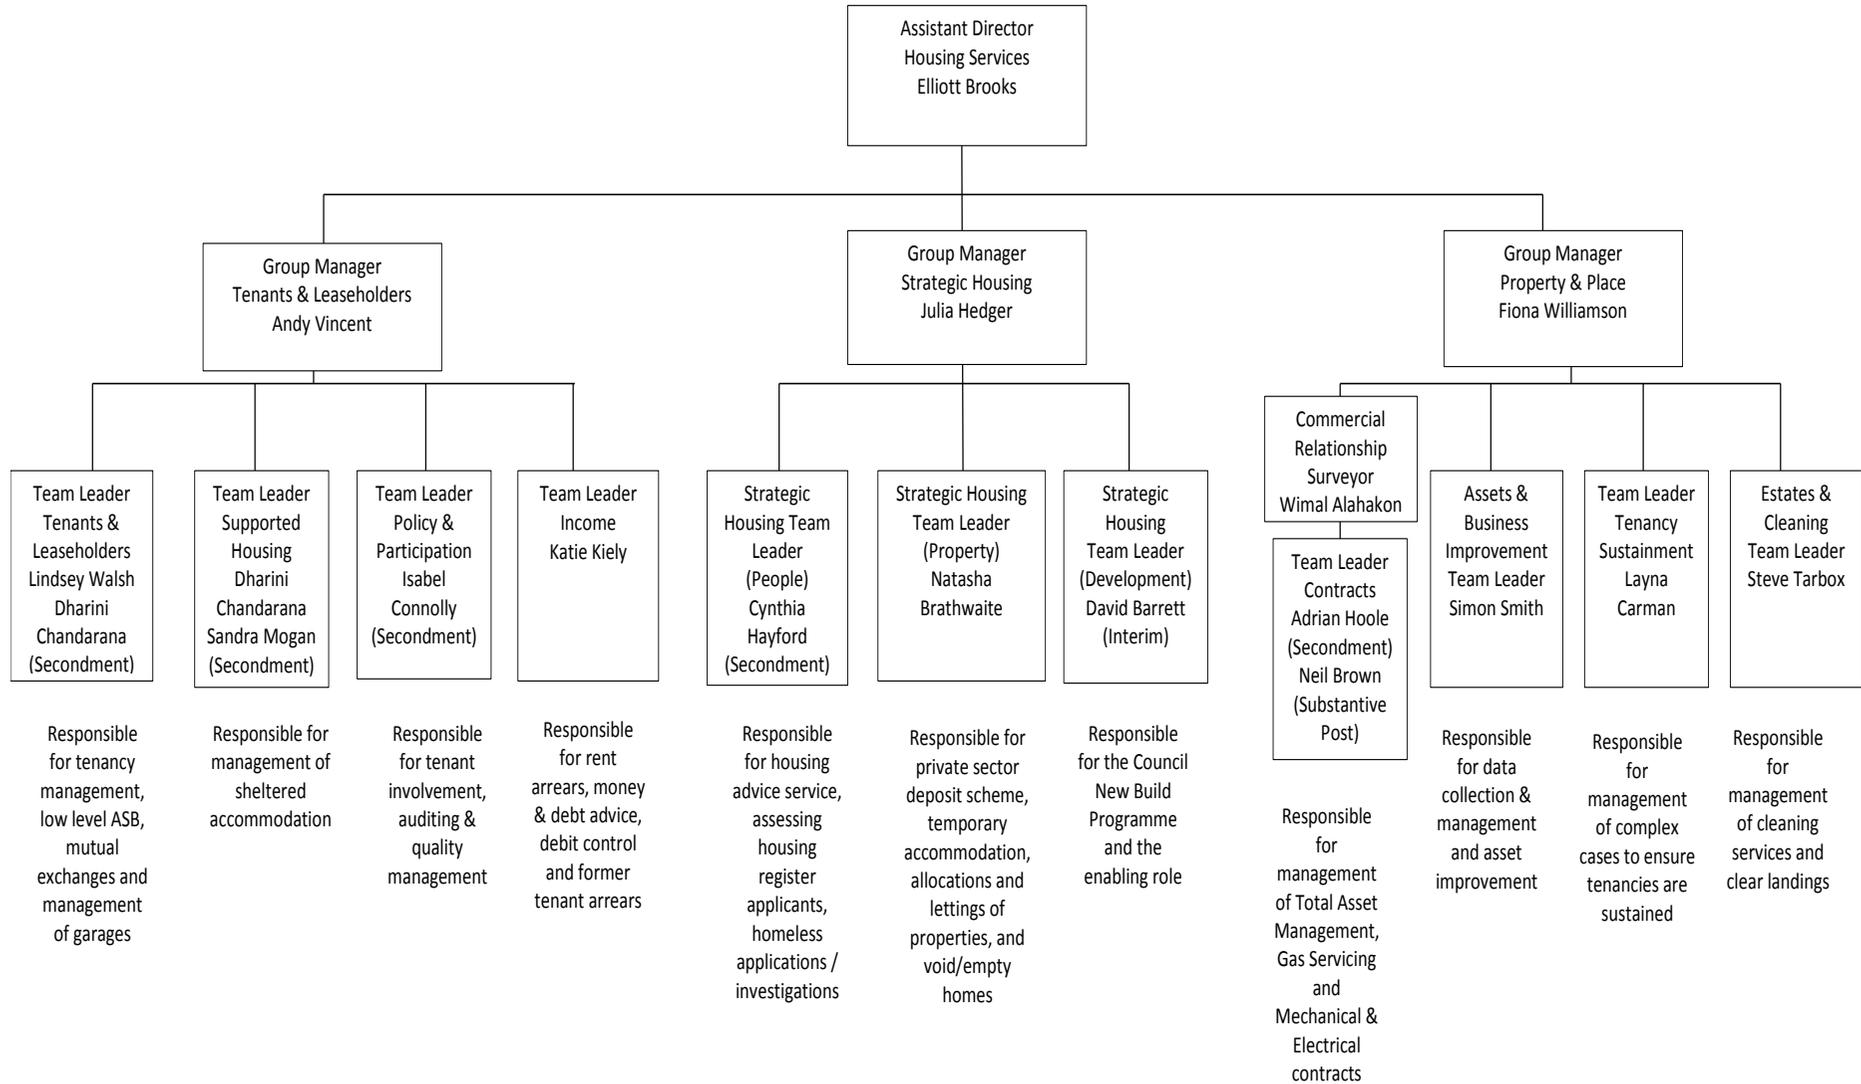 Assistant Director
Housing Services
Elliott Brooks
Group Manager
Tenants & Leaseholders
Andy Vincent
Group Manager
Strategic Housing
Julia Hedger
Group Manager
Property & Place
Fiona Williamson
Team Leader
Tenants &
Leaseholders
Lindsey Walsh
Dharini
Chandarana
(Secondment)
Team Leader
Supported
Housing
Dharini
Chandarana
Sandra Mogan
(Secondment)
Team Leader
Policy &
Participation
Isabel
Connolly
(Secondment)
Team Leader
Income
Katie Kiely
Strategic
Housing Team
Leader
(People)
Cynthia
Hayford
(Secondment)
Strategic Housing
Team Leader
(Property)
Natasha
Brathwaite
Strategic
Housing
Team Leader
(Development)
David Barrett
(Interim)
Commercial
Relationship
Surveyor
Wimal Alahakon
Team Leader
Contracts
Adrian Hoole
(Secondment)
Neil Brown
(Substantive
Post)
Assets &
Business
Improvement
Team Leader
Simon Smith
Team Leader
Tenancy
Sustainment
Layna
Carman
Estates &
Cleaning
Team Leader
Steve Tarbox
Responsible
for tenancy
management,
low level ASB,
mutual
exchanges and
management
of garages
Responsible for
management of
sheltered
accommodation
Responsible
for tenant
involvement,
auditing &
quality
management
Responsible
for rent
arrears, money
& debt advice,
debit control
and former
tenant arrears
Responsible
for housing
advice service,
assessing
housing
register
applicants,
homeless
applications /
investigations
Responsible for
private sector
deposit scheme,
temporary
accommodation,
allocations and
lettings of
properties, and
void/empty
homes
Responsible
for the Council
New Build
Programme
and the
enabling role
Responsible
for
management
of Total Asset
Management,
Gas Servicing
and
Mechanical &
Electrical
contracts
Responsible
for data
collection &
management
and asset
improvement
Responsible
for
management
of complex
cases to ensure
tenancies are
sustained
Responsible
for
management
of cleaning
services and
clear landings